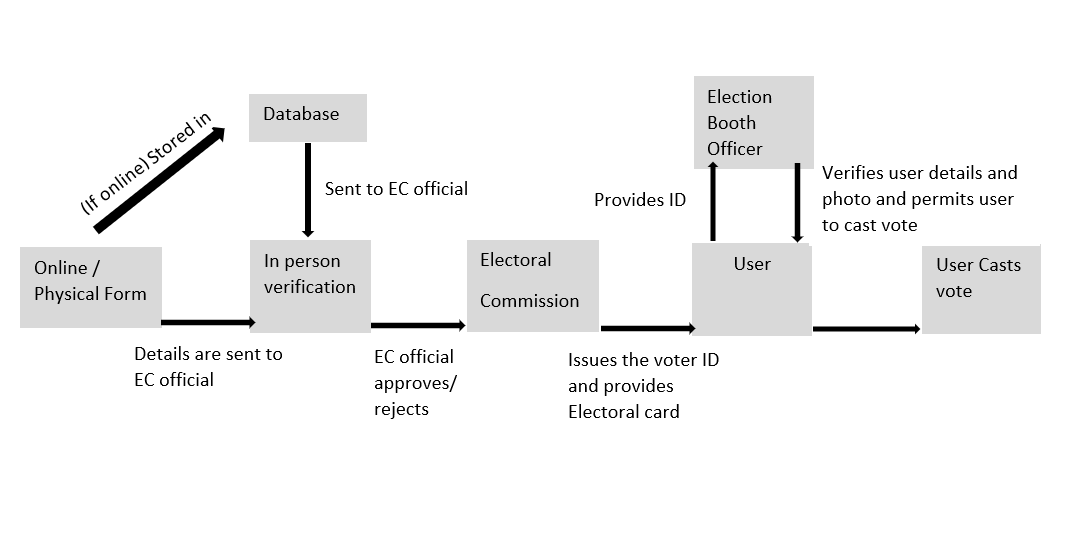 (If online) Stored in
Database
Sent to EC official
Online /
Physical Form
Details are sent to
EC official
In person
verification
EC official
approves/
rejects
Electoral
Commission
Issues the voter ID
and provides
Electoral card
Election
Booth
Officer
Provides ID
Verifies user details and
photo and permits user
to cast vote
User
User Casts
vote